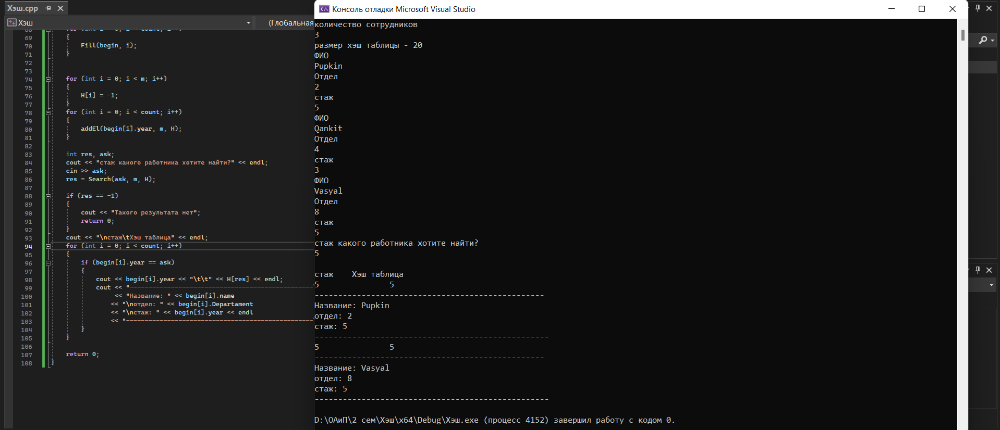 Хэш.cpp
Хэш
(Глобальная
68 for (int i = 0; i < count; i++)
69 {
70 Fill(begin, i);
71 }
72
73
74 for (int i = 0; i < m; i++)
75 {
76 H[i] = -1;
77 }
78 for (int i = 0; i < count; i++)
79 {
80 addEl(begin[i].year, m, H);
81 }
82
83 int res, ask;
84 cout << "стаж какого работника хотите найти?" << endl;
85 cin >> ask;
86 res = Search(ask, m, H);
87
88 if (res == -1)
89 {
90 cout << "Такого результата нет";
91 return 0;
92 }
93 cout << "\nстаж\tХэш таблица" << endl;
94 for (int i = 0; i < count; i++)
95 {
96 if (begin[i].year == ask)
97 {
98 cout << begin[i].year << "\t\t" << H[res] << endl;
99 cout << "--------------------------------------------------
100 << "Название: " << begin[i].name
101 << "\nотдел: " << begin[i].Departament
102 << "\nстаж: " << begin[i].year << endl
103 << "--------------------------------------------------
104 }
105 }
106
107 return 0;
108 }
Консоль отладки Microsoft Visual Studio
количество сотрудников
3
размер хэш таблицы - 20
ФИО
Pupkin
Отдел
2
стаж
5
ФИО
Qankit
Отдел
4
стаж
3
ФИО
Vasyal
Отдел
8
стаж
5
стаж какого работника хотите найти?
5
стаж Хэш таблица
5 5
-------------------------------------------------
Название: Pupkin
отдел: 2
стаж: 5
--------------------------------------------------
5 5
-------------------------------------------------
Название: Vasyal
отдел: 8
стаж: 5
--------------------------------------------------
D:\ОАиП\2 сем\Хэш\x64\Debug\Хэш.exe (процесс 4152) завершил работу с кодом 0.